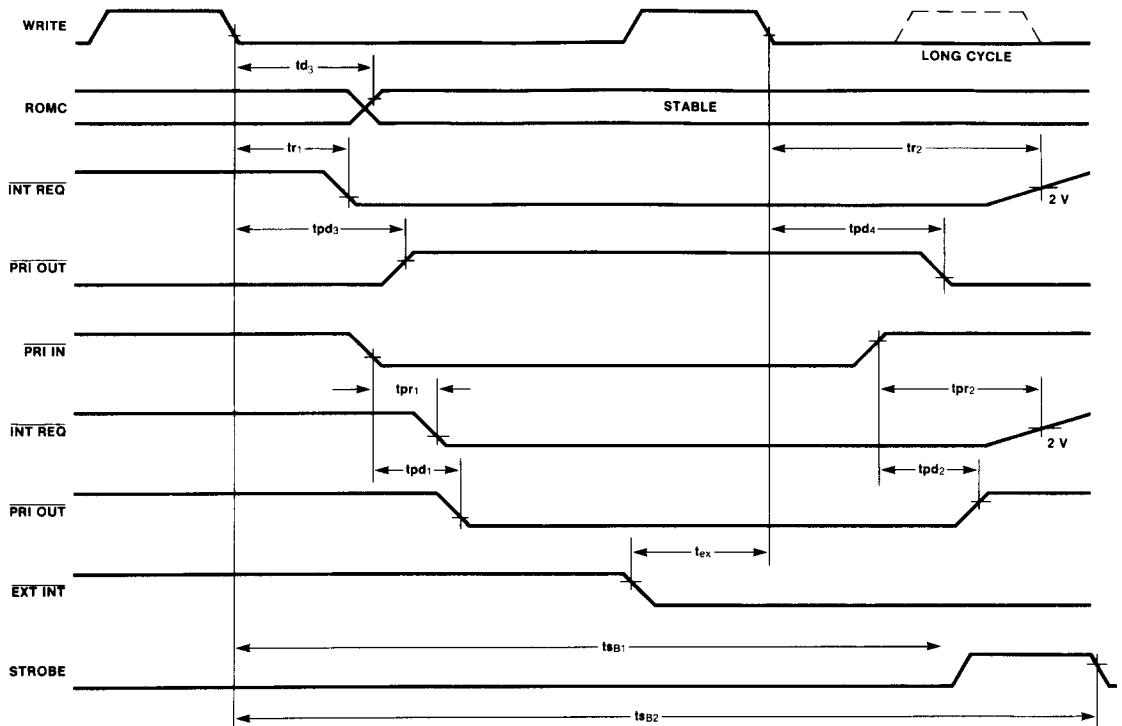 WRITE
LONG CYCLE
td3
ROMC
STABLE
tr1
tr2
INT REQ
2 V
tpd3
tpd4
PRI OUT
PRI IN
tpr1
tpr2
INT REQ
2 V
tpd1
tpd2
PRI OUT
tex
EXT INT
tsB1
STROBE
tsB2